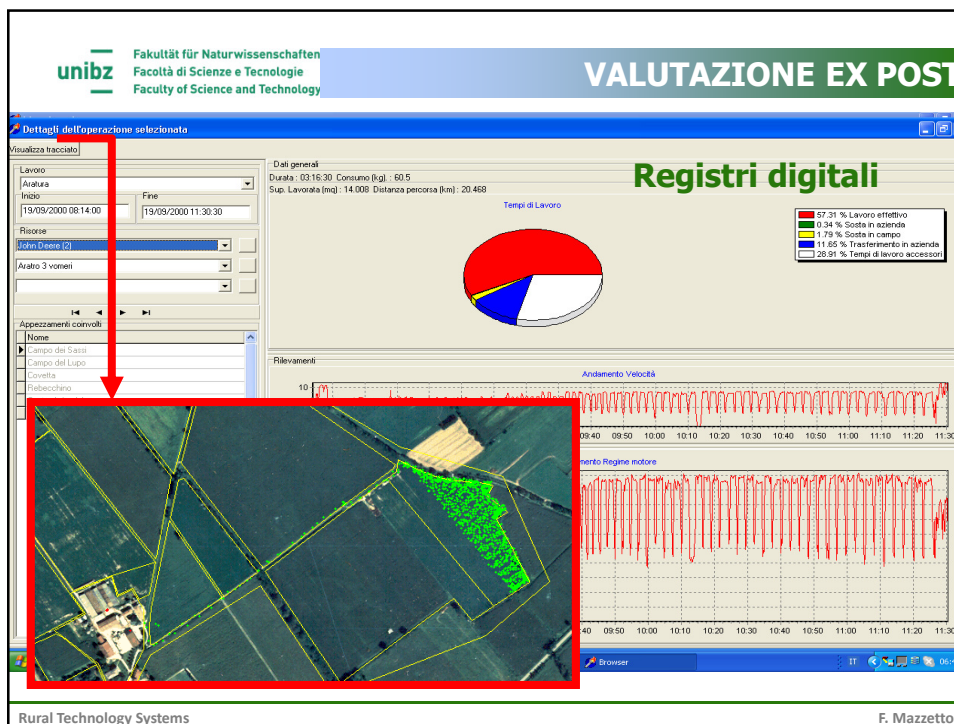 unibz
Fakultät für Naturwissenschaften
Facoltà di Scienze e Tecnologie
Faculty of Science and Technology
VALUTAZIONE EX POST
Dettagli dell'operazione selezionata
Visualizza tracciato
Lavoro
Aratura
Inizio
Fine
19/09/2000 08:14:00
19/09/2000 11:30:30
Risorse
John Deere (2)
Aratro 3 vomeri
Appezzamenti coinvolti
Nome
Campo dei Sassi
Campo del Lupo
Covetta
Rebecchino
Dati generali
Durata : 03:16:30 Consumo (kg). : 60.5
Sup. Lavorata (mq) : 14.008 Distanza percorsa (km) : 20.468
Registri digitali
Tempi di Lavoro
57.31 % Lavoro effettivo
0.34 % Sosta in azienda
1.79 % Sosta in campo
11.65 % Trasferimento in azienda
28.91 % Tempi di lavoro accessori
Rilevamenti
Andamento Velocità
10
09:40 09:50 10:00 10:10 10:20 10:30 10:40 10:50 11:00 11:10 11:20 11:30
mento Regime motore
:40 09:50 10:00 10:10 10:20 10:30 10:40 10:50 11:00 11:10 11:20 11:30
Browser
IT
06:
Rural Technology Systems
F. Mazzetto